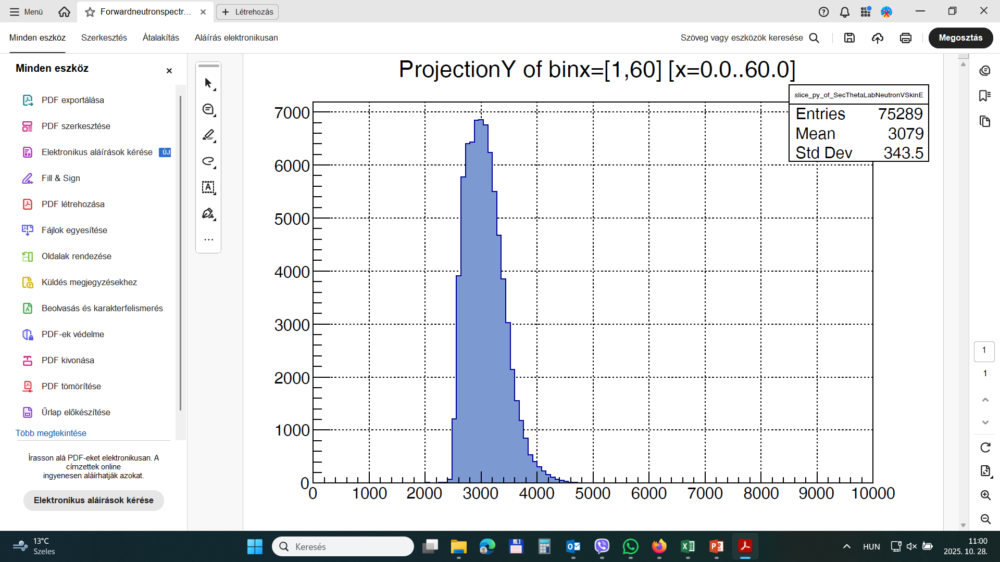 Menü
Forwardneutronspectr...
Létrehozás
Minden eszköz
Szerkesztés
Átalakítás
Aláírás elektronikusan
Szöveg vagy eszközök keresése
Megosztás
Minden eszköz
PDF exportálása
PDF szerkesztése
Elektronikus aláírások kérése ÚJ
Fill & Sign
PDF létrehozása
Fájlok egyesítése
Oldalak rendezése
Küldés megjegyzésekhez
Beolvasás és karakterfelismerés
PDF-ek védelme
PDF kivonása
PDF tömörítése
Űrlap előkészítése
Több megtekintése
Írasson alá PDF-eket elektronikusan. A
címzettek online
ingyenesen aláírhatják azokat.
Elektronikus aláírások kérése
ProjectionY of binx=[1,60] [x=0.0..60.0]
slice_py_of_SecThetaLabNeutronVSkinE
Entries 75289
Mean 3079
Std Dev 343.5
7000
6000
5000
4000
3000
2000
1000
0
0 1000 2000 3000 4000 5000 6000 7000 8000 9000 10000
1
1
13°C
Szeles
Keresés
HUN
11:00
2025. 10. 28.